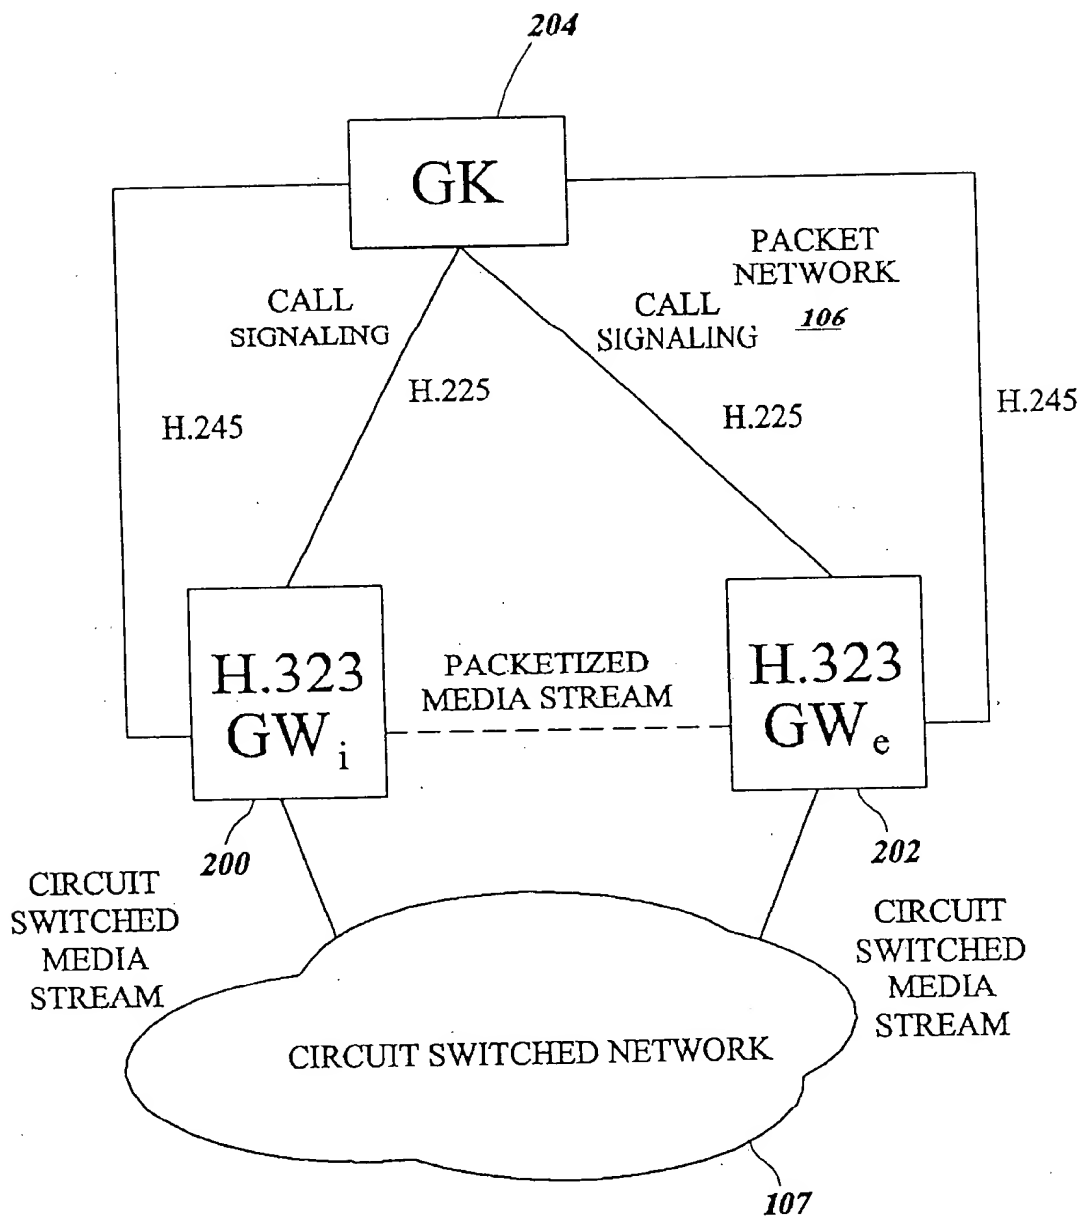 204
GK
PACKET
NETWORK
106
CALL
SIGNALING
CALL
SIGNALING
H.225
H.245
H.225
H.245
H.323
GWi
PACKETIZED
MEDIA STREAM
H.323
GWe
200
202
CIRCUIT
SWITCHED
MEDIA
STREAM
CIRCUIT
SWITCHED
MEDIA
STREAM
CIRCUIT SWITCHED NETWORK
107